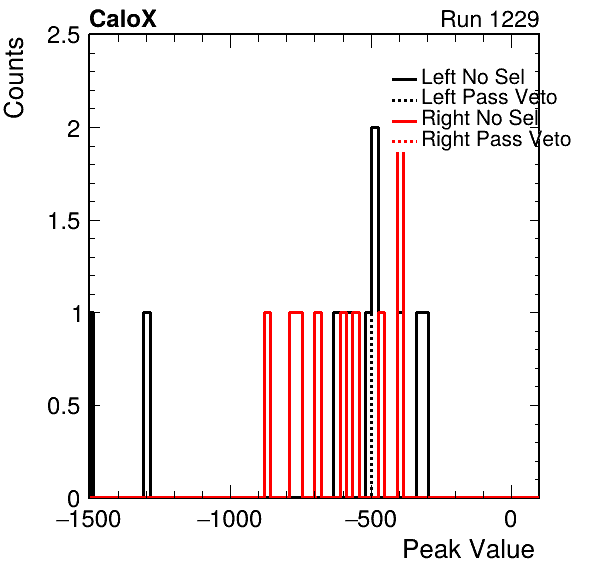 CaloX Run 1229
Counts
2.5
2
1.5
1
0.5
0
Left No Sel
Left Pass Veto
Right No Sel
Right Pass Veto
−1500 −1000 −500 0
Peak Value